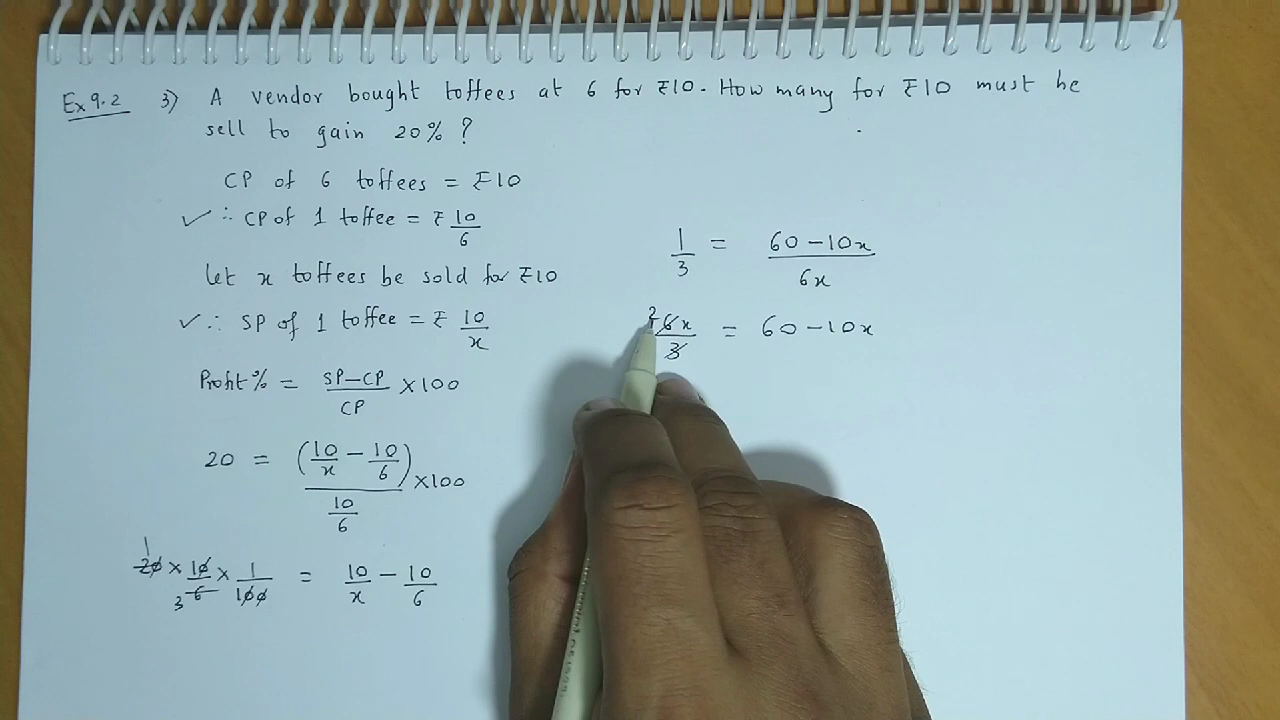 Ex 9.2 3) A vendor bought toffees at 6 for ₹10. How many for ₹10 must he
sell to gain 20% ?
CP of 6 toffees = ₹10
✓ ∴ CP of 1 toffee = ₹ 10/6
let x toffees be sold for ₹10
✓ ∴ SP of 1 toffee = ₹ 10/x
Profit % = (SP-CP)/CP × 100
20 = (10/x - 10/6)/(10/6) × 100
1
20 × 10/6 × 1/100 = 10/x - 10/6
3
1/3 = (60-10x)/6x
2
6x/3 = 60-10x